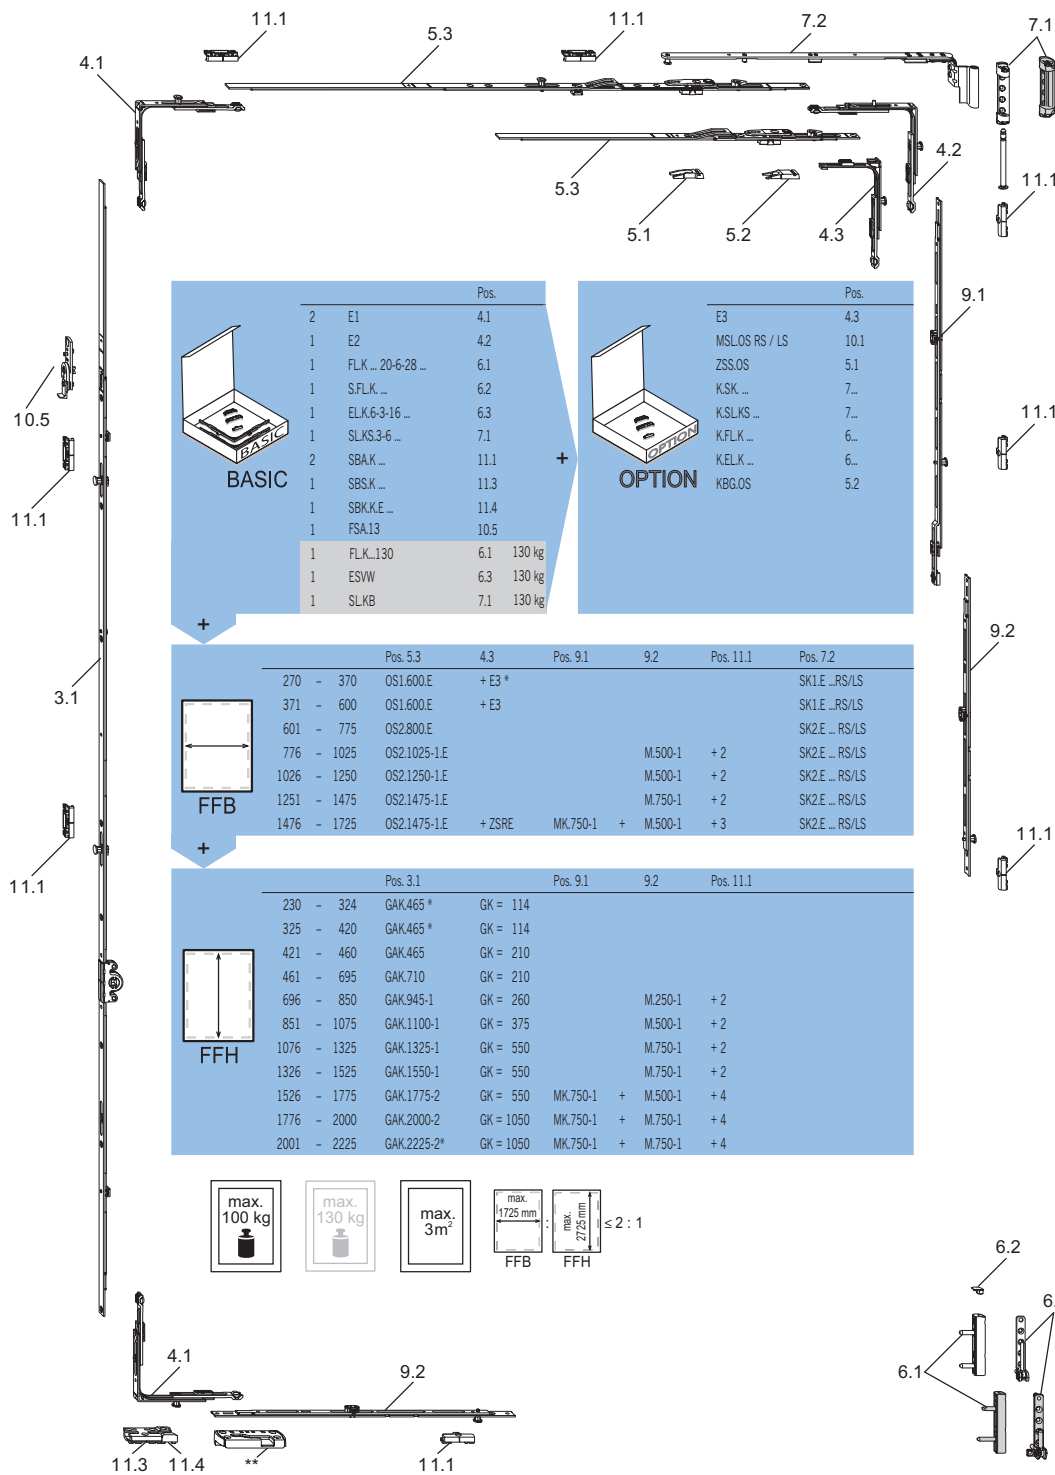 11.1
5.3
11.1
7.2
7.1
4.1
5.3
4.2
5.1
5.2
4.3
11.1
9.1
10.5
11.1
11.1
3.1
9.2
11.1
11.1
Pos.
2 E1 4.1
1 E2 4.2
1 FL.K ... 20-6-28 ... 6.1
1 S.FL.K. ... 6.2
1 EL.K.6-3-16 ... 6.3
1 SL.KS.3-6 ... 7.1
2 SBA.K ... 11.1
1 SBS.K ... 11.3
1 SBK.K.E ... 11.4
1 FSA.13 10.5
1 FL.K...130 6.1 130 kg
1 ESVW 6.3 130 kg
1 SL.KB 7.1 130 kg
BASIC
BASIC
+
Pos.
E3 4.3
MSL.OS RS / LS 10.1
ZSS.OS 5.1
K.SK. ... 7...
K.SL.KS ... 7...
K.FL.K ... 6...
K.EL.K ... 6...
KBG.OS 5.2
OPTION
OPTION
+
Pos. 5.3 4.3 Pos. 9.1 9.2 Pos. 11.1 Pos. 7.2
270 – 370 OS1.600.E + E3 * SK1.E ...RS/LS
371 – 600 OS1.600.E + E3 SK1.E ...RS/LS
601 – 775 OS2.800.E SK2.E ... RS/LS
776 – 1025 OS2.1025-1.E M.500-1 + 2 SK2.E ... RS/LS
1026 – 1250 OS2.1250-1.E M.500-1 + 2 SK2.E ... RS/LS
1251 – 1475 OS2.1475-1.E M.750-1 + 2 SK2.E ... RS/LS
1476 – 1725 OS2.1475-1.E + ZSRE MK.750-1 + M.500-1 + 3 SK2.E ... RS/LS
FFB
+
Pos. 3.1 Pos. 9.1 9.2 Pos. 11.1
230 – 324 GAK.465 * GK = 114
325 – 420 GAK.465 * GK = 114
421 – 460 GAK.465 GK = 210
461 – 695 GAK.710 GK = 210
696 – 850 GAK.945-1 GK = 260 M.250-1 + 2
851 – 1075 GAK.1100-1 GK = 375 M.500-1 + 2
1076 – 1325 GAK.1325-1 GK = 550 M.750-1 + 2
1326 – 1525 GAK.1550-1 GK = 550 M.750-1 + 2
1526 – 1775 GAK.1775-2 GK = 550 MK.750-1 + M.500-1 + 4
1776 – 2000 GAK.2000-2 GK = 1050 MK.750-1 + M.750-1 + 4
2001 – 2225 GAK.2225-2* GK = 1050 MK.750-1 + M.750-1 + 4
FFH
max.
100 kg
max.
130 kg
max.
3m²
max.
1725 mm
FFB
:
max.
2725 mm
FFH
≤ 2 : 1
6.2
6.1
4.1
9.2
11.3
11.4
**
11.1